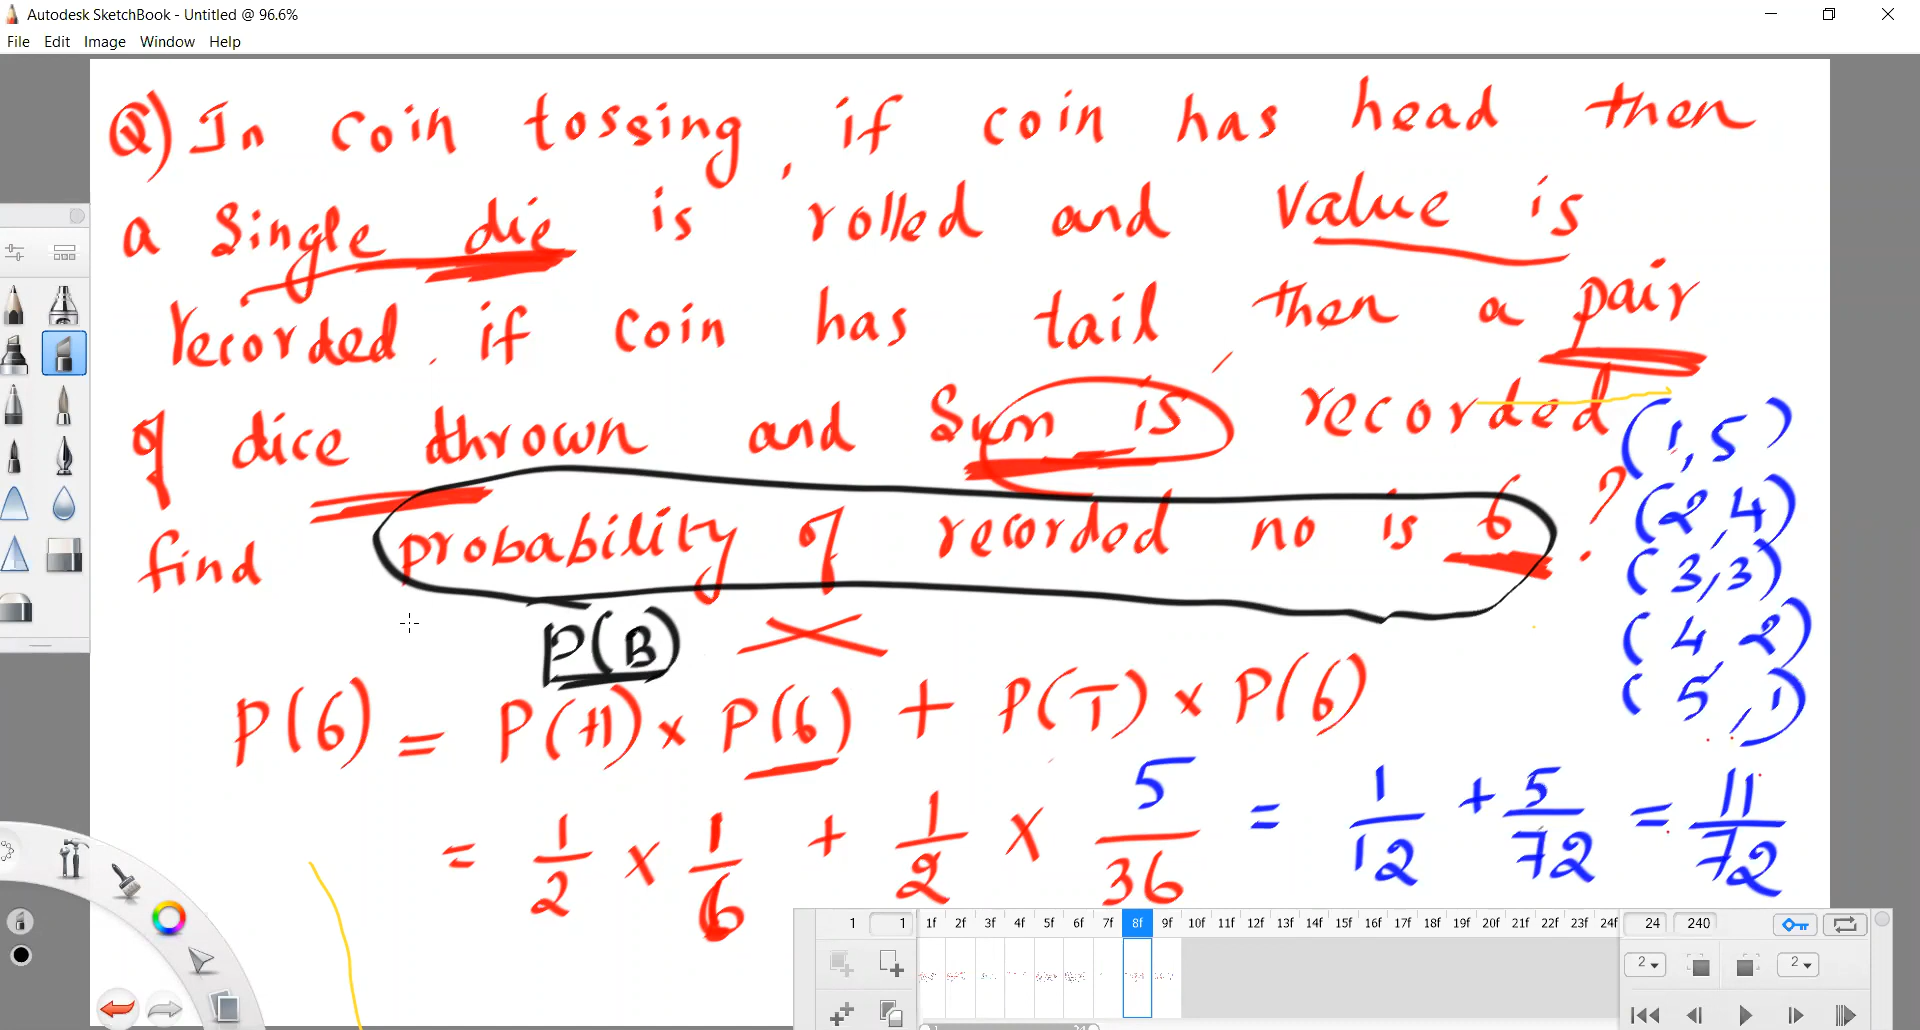 Autodesk SketchBook - Untitled @ 96.6%
File Edit Image Window Help
Q) In coin tossing, if coin has head then
a single die is rolled and value is
recorded. if coin has tail, then a pair
of dice thrown and Sum is recorded
find probability of recorded no is 6 ?
(1,5)
(2,4)
(3,3)
(4,2)
(5,1)
P(B)
P(6) = P(H) x P(6) + P(T) x P(6)
= 1/2 x 1/6 + 1/2 x 5/36 = 1/12 + 5/72 = 11/72
1 1 1f 2f 3f 4f 5f 6f 7f 8f 9f 10f 11f 12f 13f 14f 15f 16f 17f 18f 19f 20f 21f 22f 23f 24f 24 240
2 2